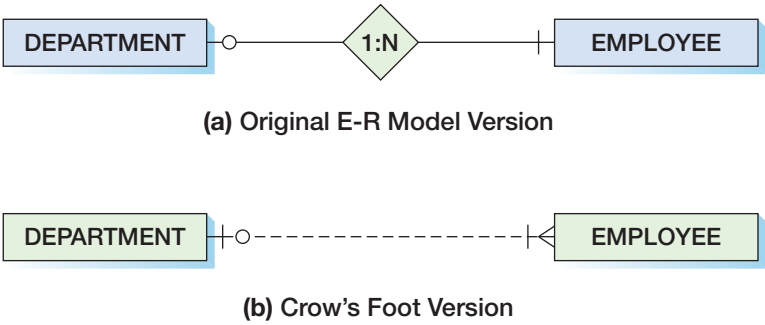 DEPARTMENT 1:N EMPLOYEE
(a) Original E-R Model Version
DEPARTMENT EMPLOYEE
(b) Crow's Foot Version